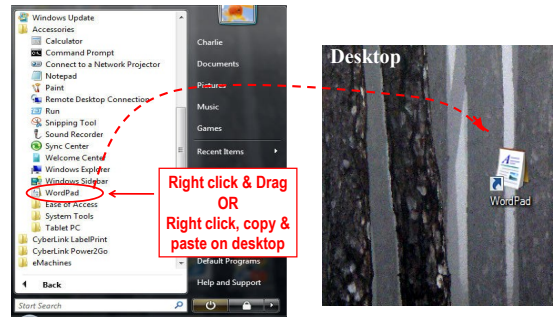 Windows Update
Accessories
Calculator
Command Prompt
Connect to a Network Projector
Notepad
Paint
Remote Desktop Connection
Run
Snipping Tool
Sound Recorder
Sync Center
Welcome Center
Windows Explorer
Windows Sidebar
WordPad
Ease of Access
System Tools
Tablet PC
CyberLink LabelPrint
CyberLink Power2Go
eMachines
Back
Start Search
Charlie
Documents
Pictures
Music
Games
Recent Items
Default Programs
Help and Support
Right click & Drag
OR
Right click, copy &
paste on desktop
Desktop
WordPad